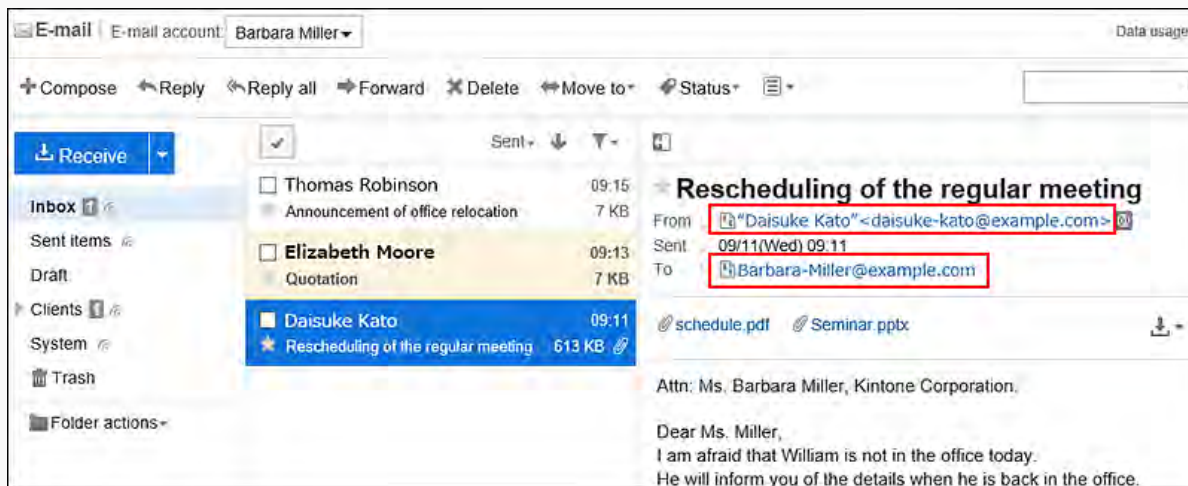 E-mail E-mail account: Barbara Miller Data usage
Compose Reply Reply all Forward Delete Move to Status
Receive
Inbox 1
Sent items
Draft
Clients 1
System
Trash
Folder actions
Sent
Thomas Robinson 09:15
Announcement of office relocation 7 KB
Elizabeth Moore 09:13
Quotation 7 KB
Daisuke Kato 09:11
Rescheduling of the regular meeting 613 KB
Rescheduling of the regular meeting
From "Daisuke Kato"<daisuke-kato@example.com>
Sent 09/11(Wed) 09:11
To Barbara-Miller@example.com
schedule.pdf Seminar.pptx
Attn: Ms. Barbara Miller, Kintone Corporation.
Dear Ms. Miller,
I am afraid that William is not in the office today.
He will inform you of the details when he is back in the office.